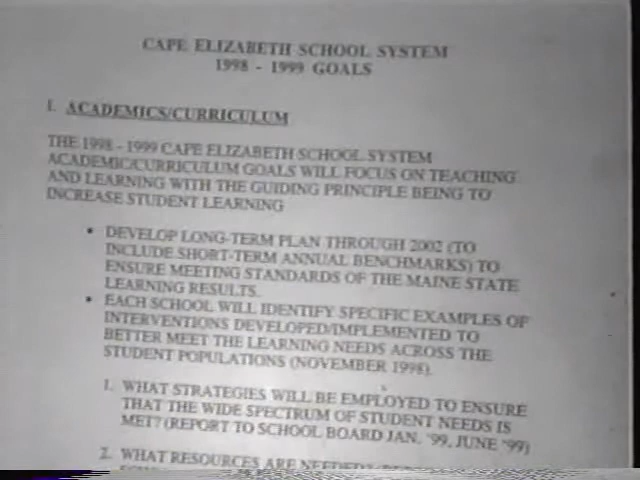 CAPE ELIZABETH SCHOOL SYSTEM
1998 - 1999 GOALS
I. ACADEMICS/CURRICULUM
THE 1998 - 1999 CAPE ELIZABETH SCHOOL SYSTEM
ACADEMIC/CURRICULUM GOALS WILL FOCUS ON TEACHING
AND LEARNING WITH THE GUIDING PRINCIPLE BEING TO
INCREASE STUDENT LEARNING
• DEVELOP LONG-TERM PLAN THROUGH 2002 (TO
INCLUDE SHORT-TERM ANNUAL BENCHMARKS) TO
ENSURE MEETING STANDARDS OF THE MAINE STATE
LEARNING RESULTS.
• EACH SCHOOL WILL IDENTIFY SPECIFIC EXAMPLES OF
INTERVENTIONS DEVELOPED/IMPLEMENTED TO
BETTER MEET THE LEARNING NEEDS ACROSS THE
STUDENT POPULATIONS (NOVEMBER 1998).
1. WHAT STRATEGIES WILL BE EMPLOYED TO ENSURE
THAT THE WIDE SPECTRUM OF STUDENT NEEDS IS
MET? (REPORT TO SCHOOL BOARD JAN. '99, JUNE '99)
2. WHAT RESOURCES ARE NEEDED?